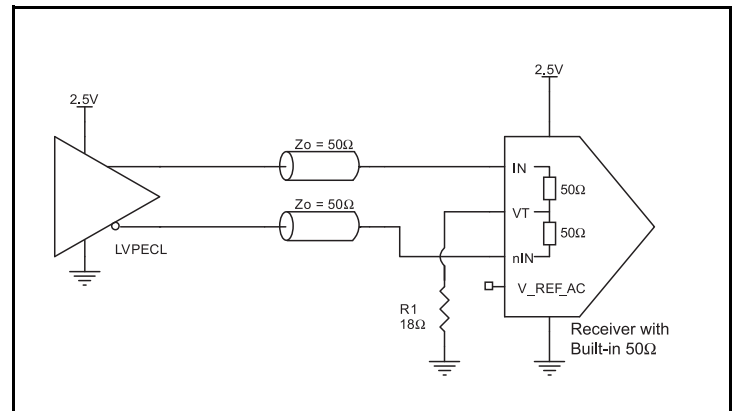 2.5V
2.5V
Zo = 50Ω
IN
50Ω
Zo = 50Ω
VT
50Ω
LVPECL
nIN
V_REF_AC
R1
18Ω
Receiver with
Built-in 50Ω